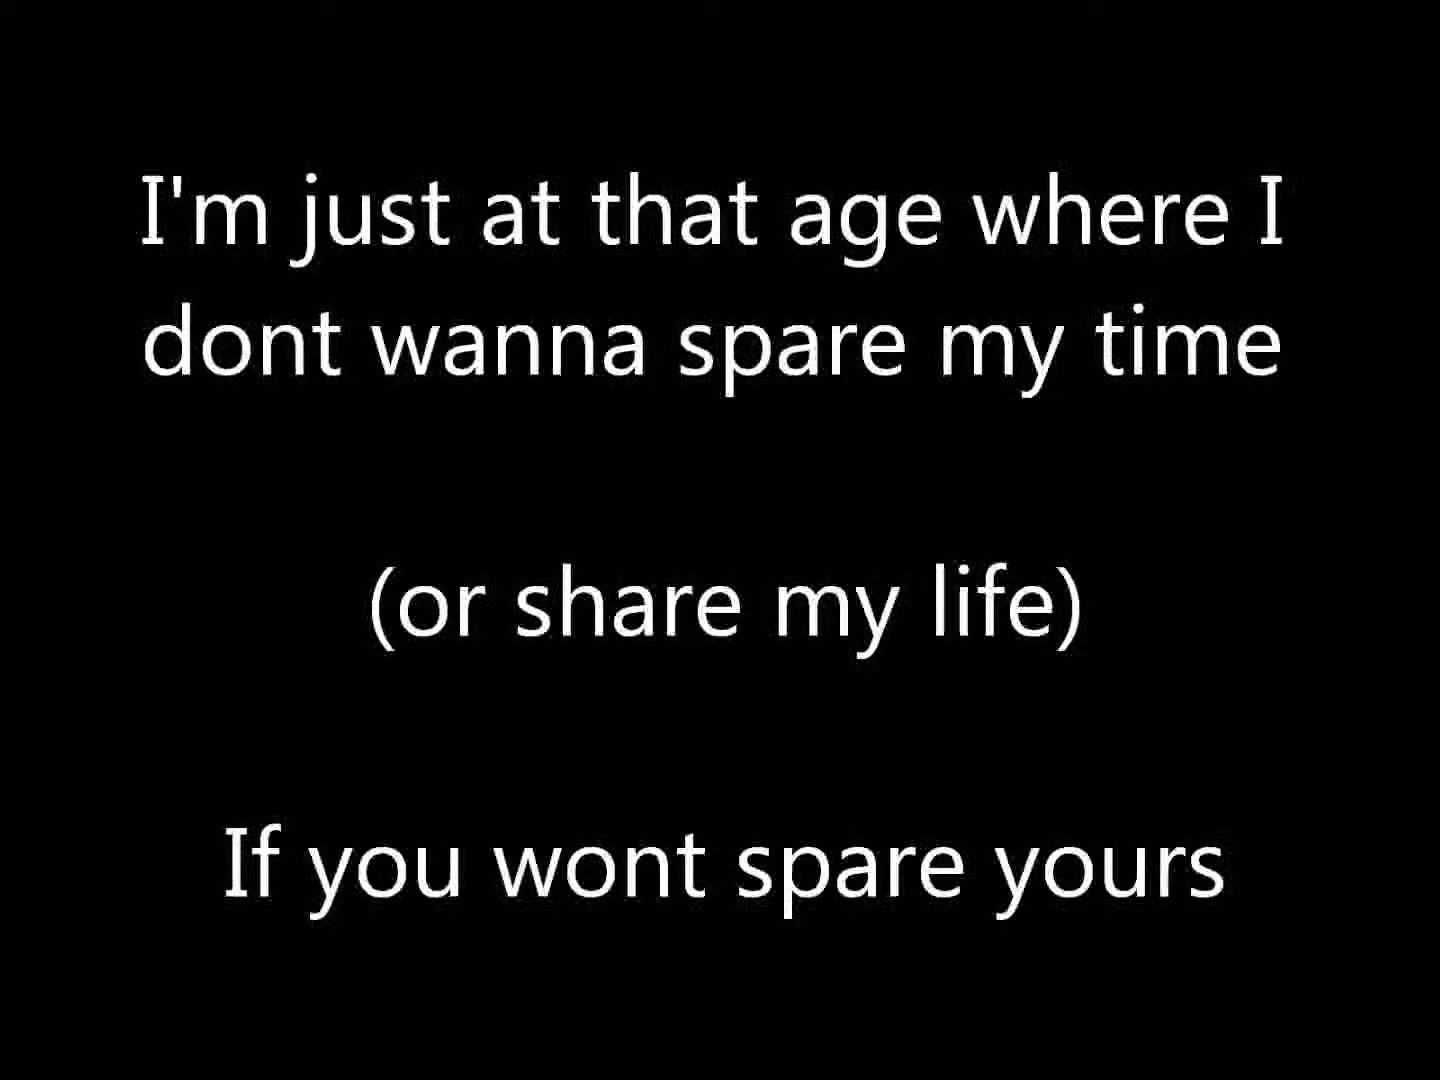 I'm just at that age where I
dont wanna spare my time
(or share my life)
If you wont spare yours